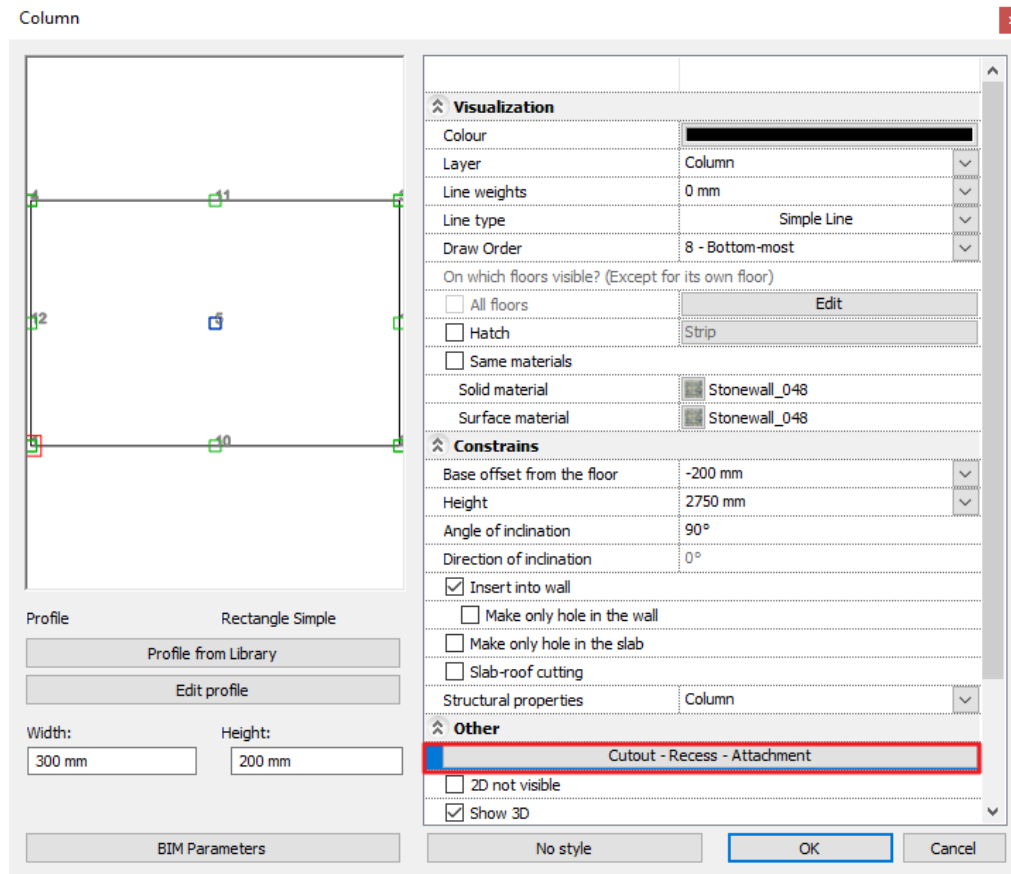 Column
Visualization
Colour
Layer Column
Line weights 0 mm
Line type Simple Line
Draw Order 8 - Bottom-most
On which floors visible? (Except for its own floor)
All floors Edit
Hatch Strip
Same materials
Solid material Stonewall_048
Surface material Stonewall_048
Constrains
Base offset from the floor -200 mm
Height 2750 mm
Angle of inclination 90°
Direction of inclination 0°
Insert into wall
Make only hole in the wall
Make only hole in the slab
Slab-roof cutting
Structural properties Column
Other
Cutout - Recess - Attachment
2D not visible
Show 3D
4 11
12 5
10
Profile Rectangle Simple
Profile from Library
Edit profile
Width: Height:
300 mm 200 mm
BIM Parameters No style OK Cancel